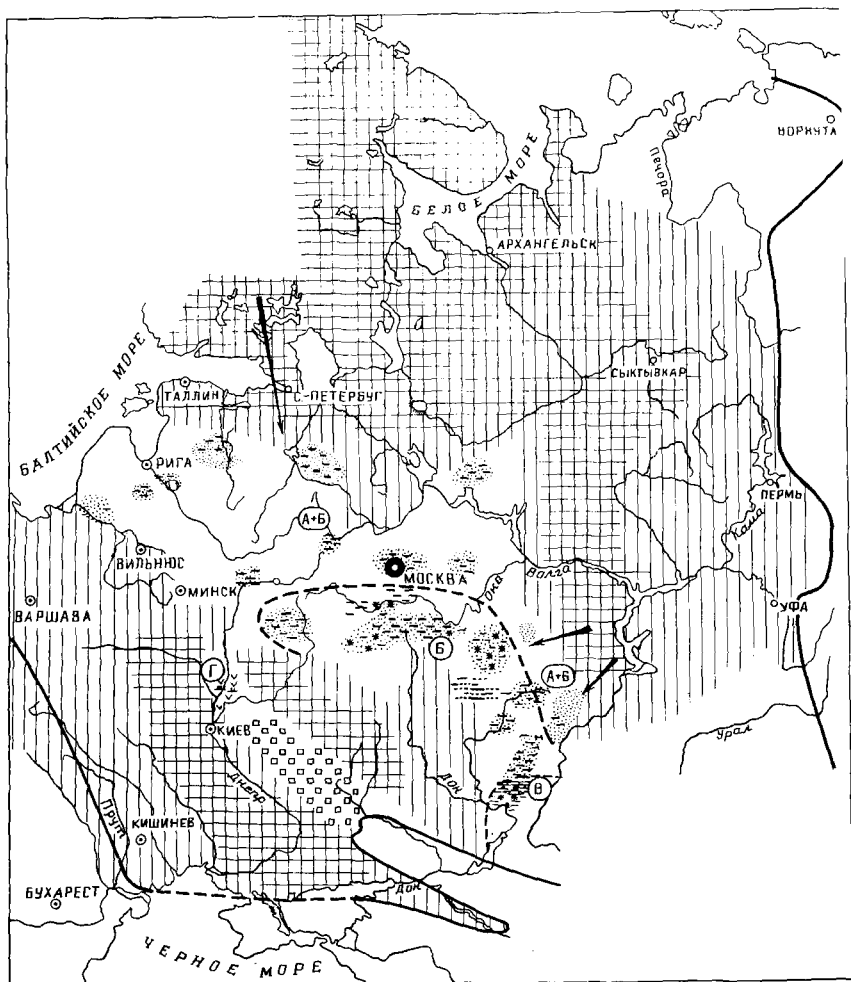 ВОРКУТА
Печора
БЕЛОЕ МОРЕ
АРХАНГЕЛЬСК
СЫКТЫВКАР
БАЛТИЙСКОЕ МОРЕ
ТАЛЛИН
С-ПЕТЕРБУГ
РИГА
ПЕРМЬ
Кама
А+Б
ВИЛЬНЮС
МОСКВА
Ока
Волга
МИНСК
ВАРШАВА
УФА
Б
Г
А+Б
КИЕВ
Урал
Днепр
Дон
В
Прут
КИШИНЕВ
БУХАРЕСТ
Дон
ЧЕРНОЕ МОРЕ